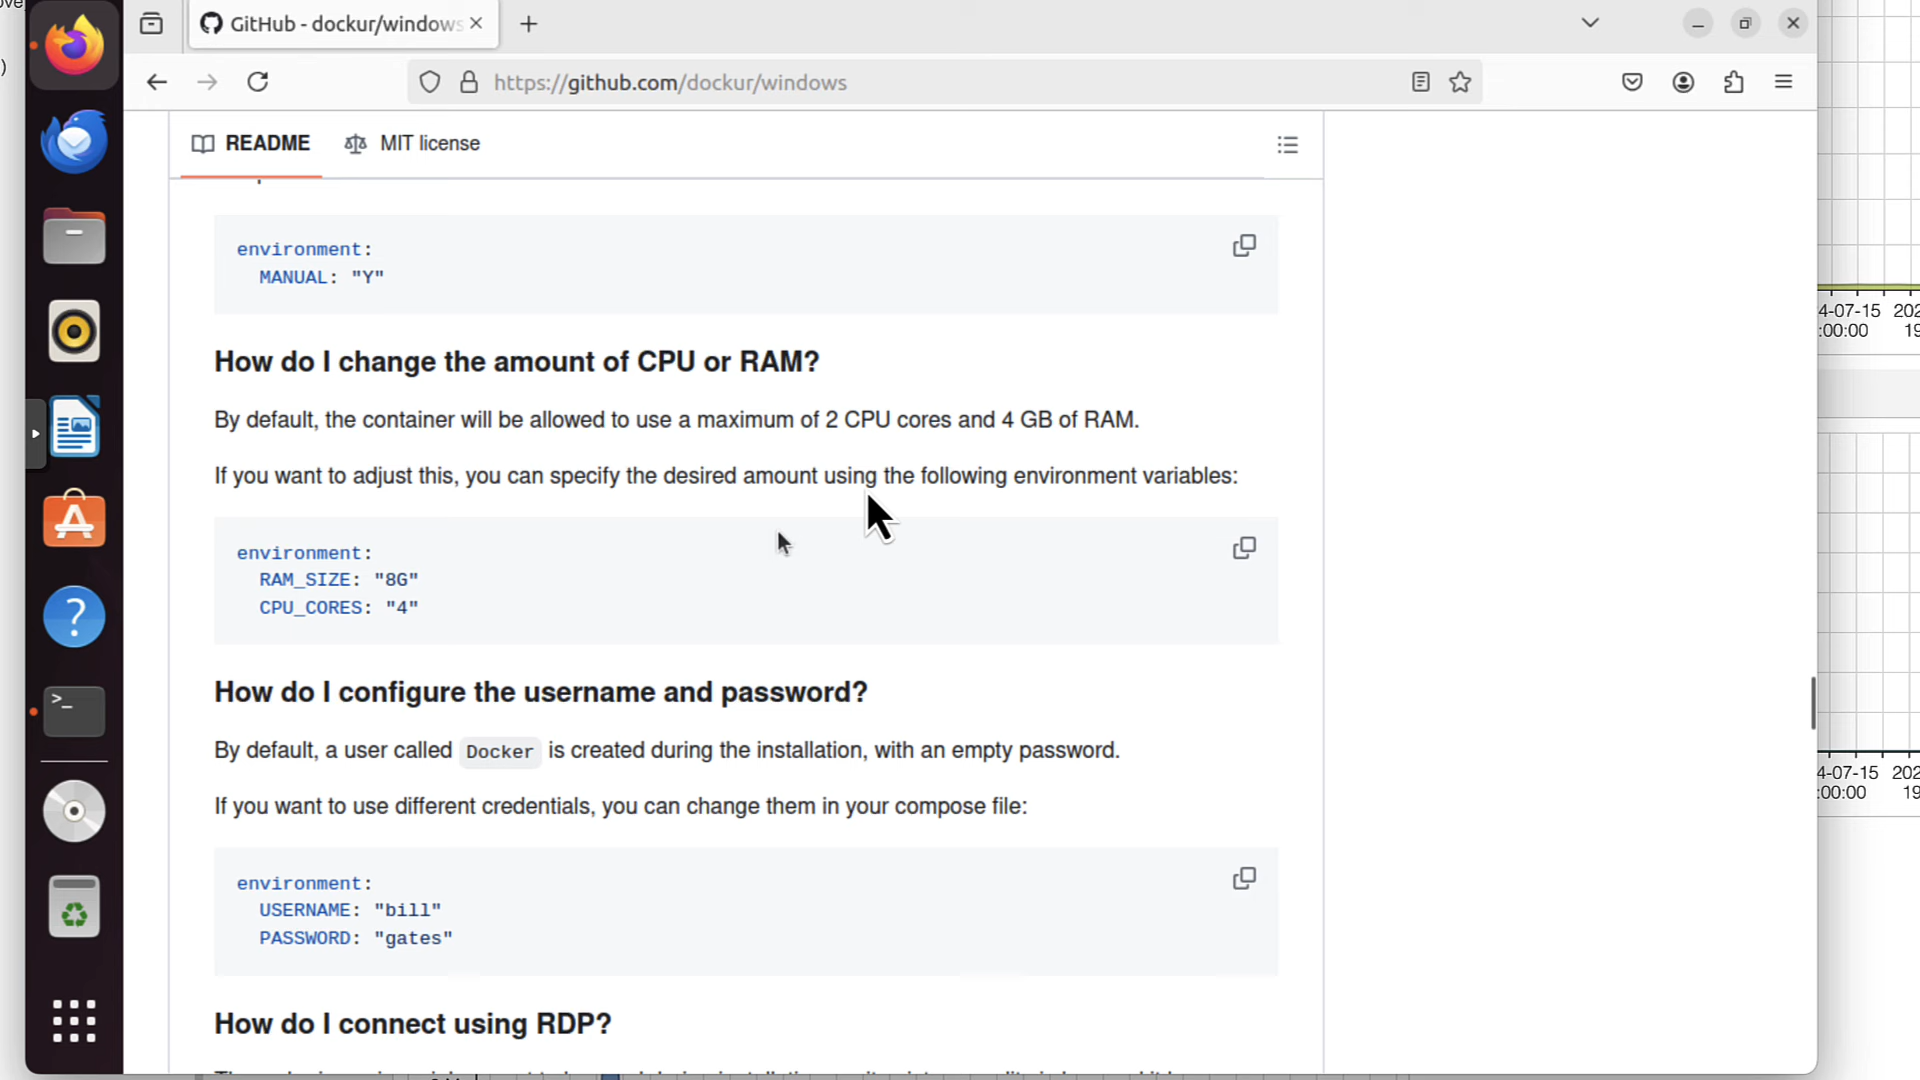 GitHub - dockur/windows
https://github.com/dockur/windows
README
MIT license
environment:
MANUAL: "Y"
How do I change the amount of CPU or RAM?
By default, the container will be allowed to use a maximum of 2 CPU cores and 4 GB of RAM.
If you want to adjust this, you can specify the desired amount using the following environment variables:
environment:
RAM_SIZE: "8G"
CPU_CORES: "4"
How do I configure the username and password?
By default, a user called Docker is created during the installation, with an empty password.
If you want to use different credentials, you can change them in your compose file:
environment:
USERNAME: "bill"
PASSWORD: "gates"
How do I connect using RDP?
4-07-15 202
:00:00 19
4-07-15 202
:00:00 19